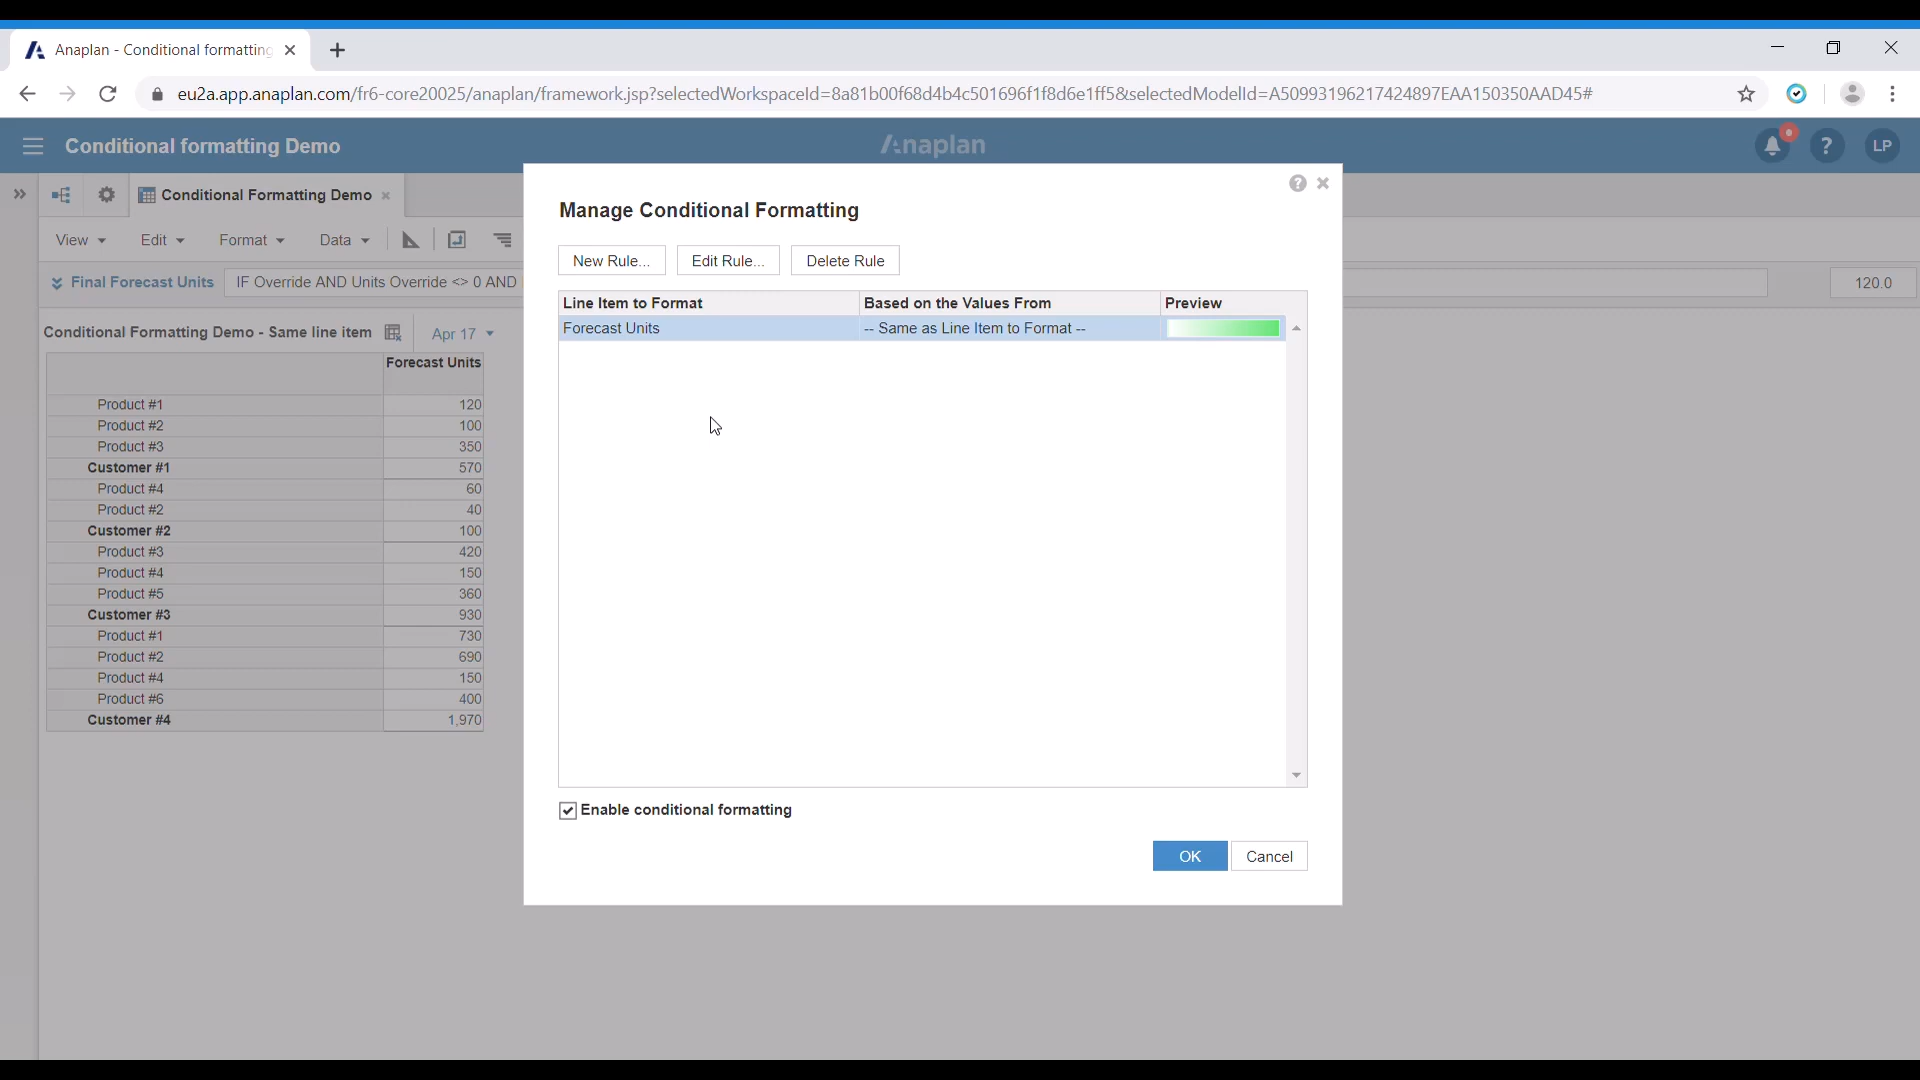 Anaplan - Conditional formatting
eu2a.app.anaplan.com/fr6-core20025/anaplan/framework.jsp?selectedWorkspaceId=8a81b00f68d4b4c501696f1f8d6e1ff5&selectedModelId=A50993196217424897EAA150350AAD45#
Conditional formatting Demo
Anaplan
?
LP
Conditional Formatting Demo
View
Edit
Format
Data
Final Forecast Units
IF Override AND Units Override <> 0 AND
120.0
Conditional Formatting Demo - Same line item
Apr 17
Forecast Units
Product #1 120
Product #2 100
Product #3 350
Customer #1 570
Product #4 60
Product #2 40
Customer #2 100
Product #3 420
Product #4 150
Product #5 360
Customer #3 930
Product #1 730
Product #2 690
Product #4 150
Product #6 400
Customer #4 1,970
?
Manage Conditional Formatting
New Rule...
Edit Rule...
Delete Rule
Line Item to Format Based on the Values From Preview
Forecast Units -- Same as Line Item to Format --
Enable conditional formatting
OK
Cancel